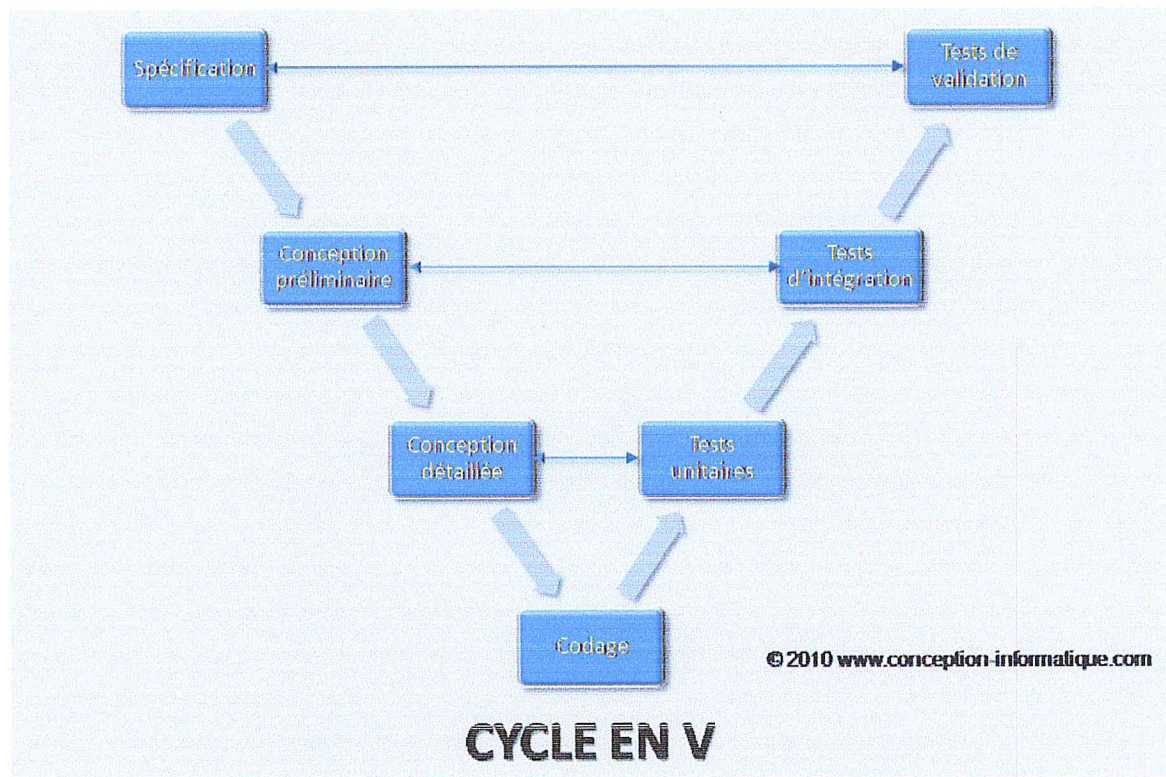 Spécification
Tests de
validation
Conception
préliminaire
Tests
d'intégration
Conception
détaillée
Tests
unitaires
Codage
© 2010 www.conception-informatique.com
CYCLE EN V